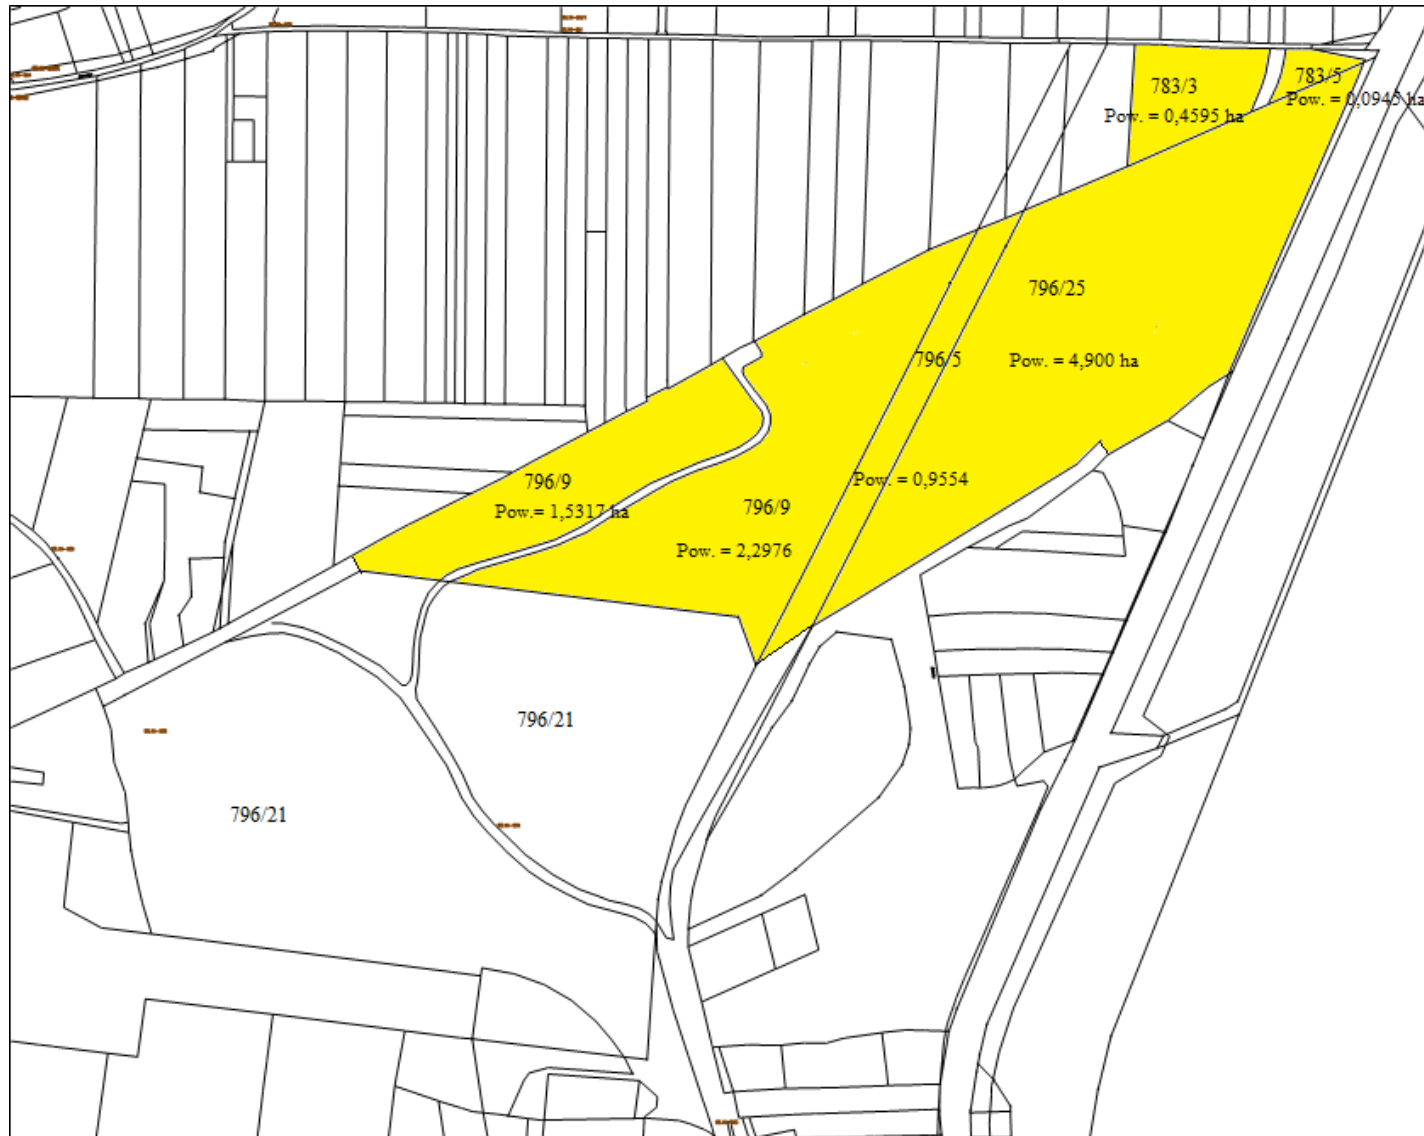 783/3
Pow. = 0,4595 ha
783/5
Pow. = 0,0945 ha
796/25
Pow. = 4,900 ha
796/5
Pow. = 0,9554
796/9
Pow.= 1,5317 ha
796/9
Pow. = 2,2976
796/21
796/21